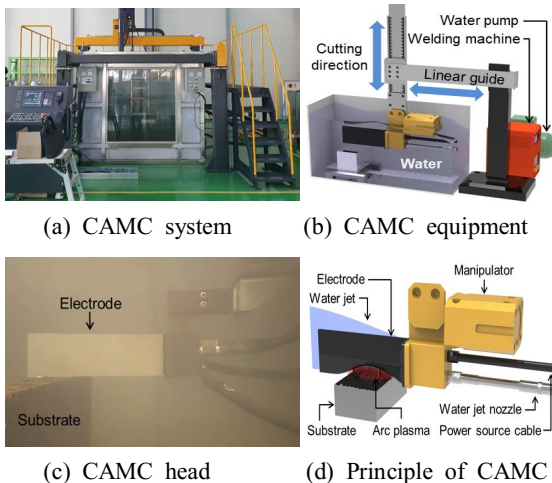 Water pump
Welding machine
Cutting
direction
Linear guide
Water
(a) CAMC system
(b) CAMC equipment
Electrode
Substrate
Electrode
Water jet
Manipulator
Water jet nozzle
Substrate
Arc plasma
Power source cable
(c) CAMC head
(d) Principle of CAMC